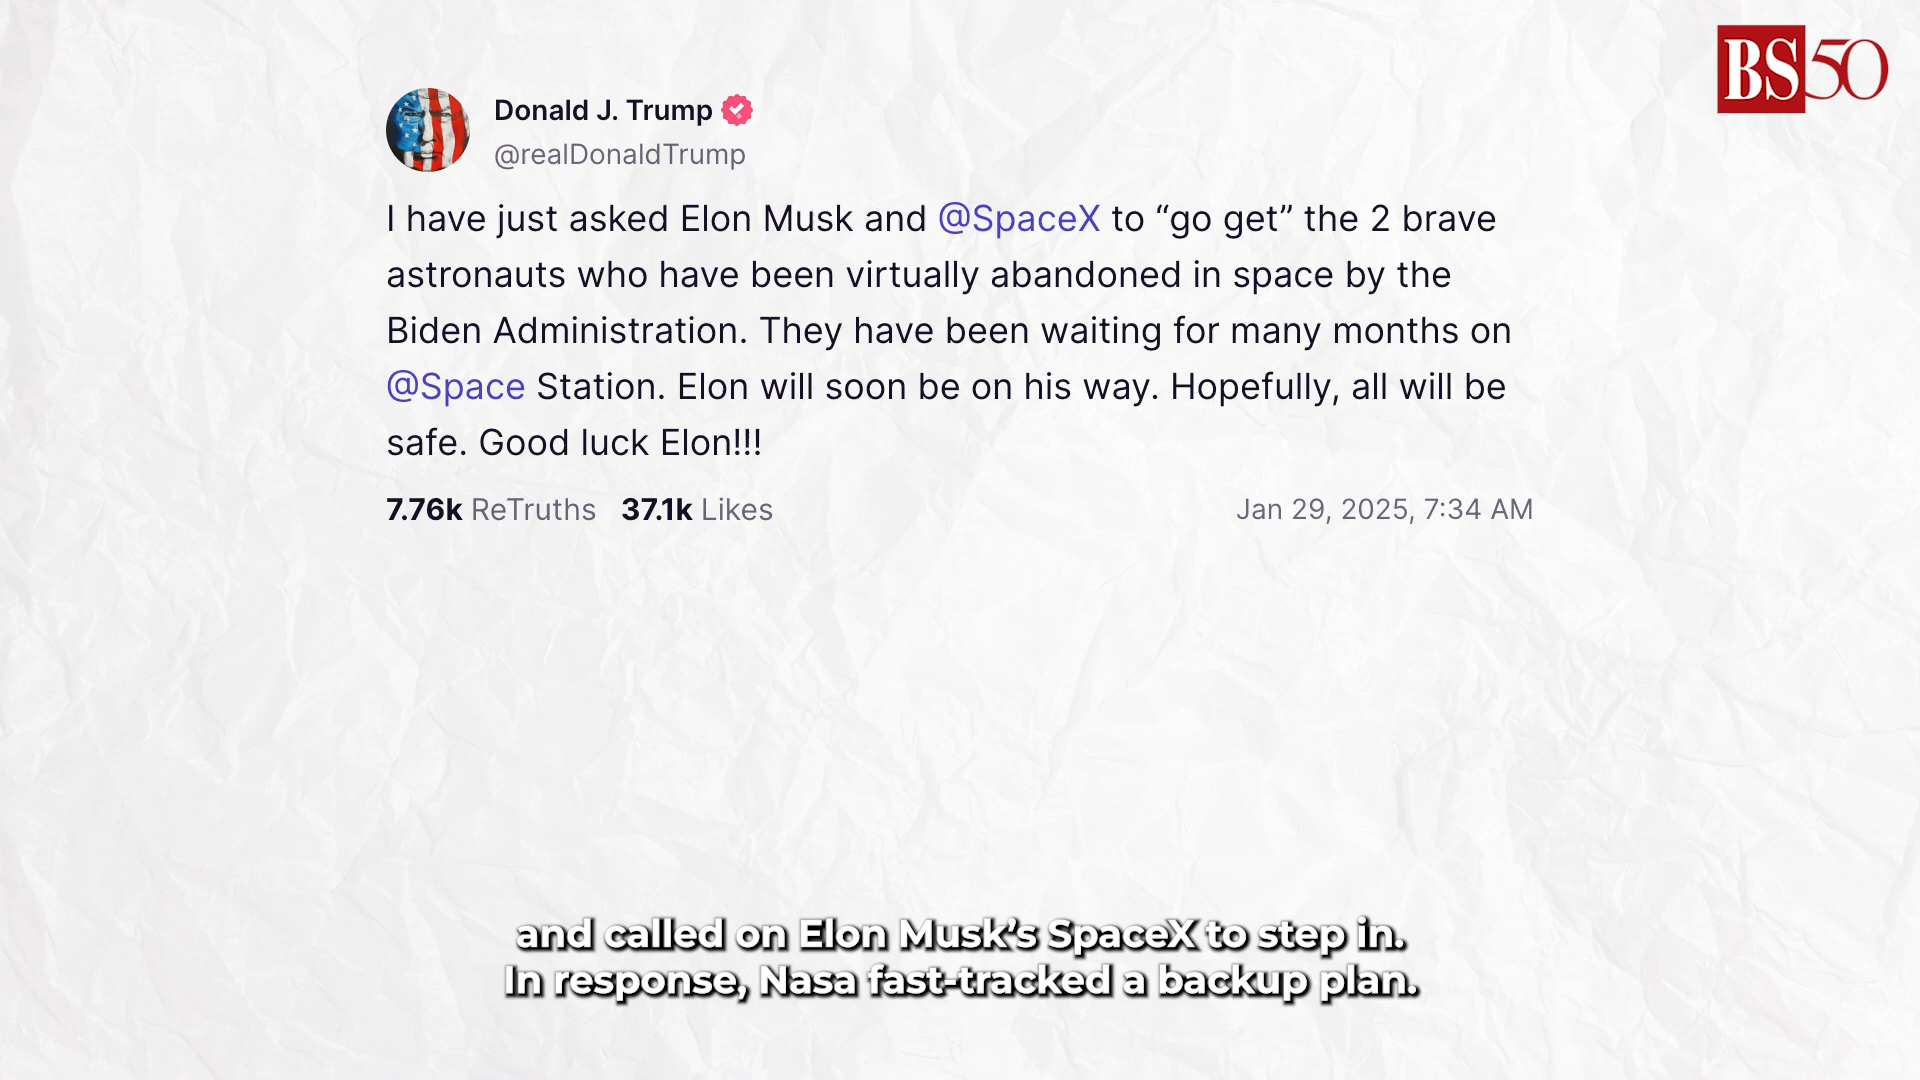 BS50
Donald J. Trump
@realDonaldTrump
I have just asked Elon Musk and @SpaceX to “go get” the 2 brave
astronauts who have been virtually abandoned in space by the
Biden Administration. They have been waiting for many months on
@Space Station. Elon will soon be on his way. Hopefully, all will be
safe. Good luck Elon!!!
7.76k ReTruths 37.1k Likes Jan 29, 2025, 7:34 AM
and called on Elon Musk’s SpaceX to step in.
In response, Nasa fast-tracked a backup plan.